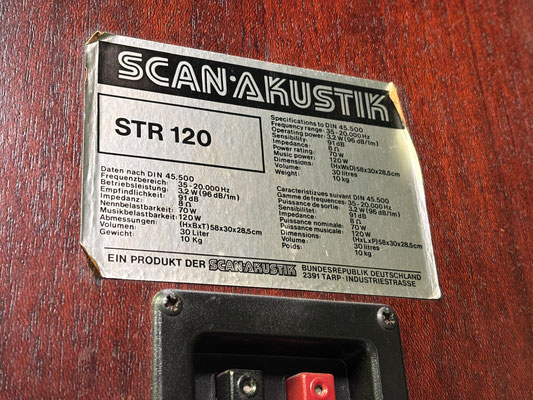 SCAN·AKUSTIK
STR 120
Specifications to DIN 45.500
Frequency range: 35-20.000 Hz
Operating power: 3,2 W (96 dB/1m)
Sensibility: 91 dB
Impedance: 8 Ω
Power rating: 70 W
Music power: 120 W
Dimensions: (HxWxD) 58x30x28,5cm
Volume: 30 litres
Weight: 10 kg
Daten nach DIN 45.500
Frequenzbereich: 35-20.000 Hz
Betriebsleistung: 3,2 W (96 dB/1m)
Empfindlichkeit: 91 dB
Impedanz: 8 Ω
Nennbelastbarkeit: 70 W
Musikbelastbarkeit: 120 W
Abmessungen: (HxBxT) 58x30x28,5cm
Volumen: 30 Liter
Gewicht: 10 Kg
Caracteristizues suivant DIN 45.500
Gamme de frequences: 35-20.000 Hz
Puissance de sortie: 3,2 W (96 dB/1m)
Sensibilitet: 91 dB
Impedance: 8 Ω
Puissance nominale: 70 W
Puissance musicale: 120 W
Dimensions: (HxLxP) 58x30x28,5cm
Volume: 30 litres
Poids: 10 kg
EIN PRODUKT DER SCAN·AKUSTIK BUNDESREPUBLIK DEUTSCHLAND
2391 TARP · INDUSTRIESTRASSE